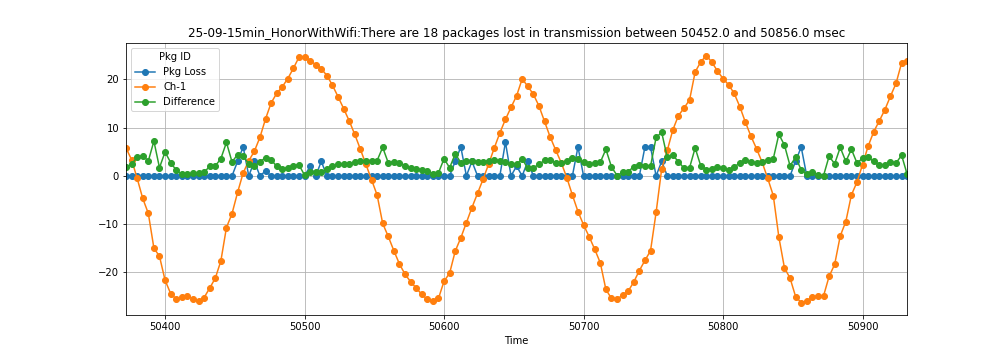 25-09-15min_HonorWithWifi:There are 18 packages lost in transmission between 50452.0 and 50856.0 msec
Pkg ID
Pkg Loss
Ch-1
Difference
20
10
0
−10
−20
50400 50500 50600 50700 50800 50900
Time